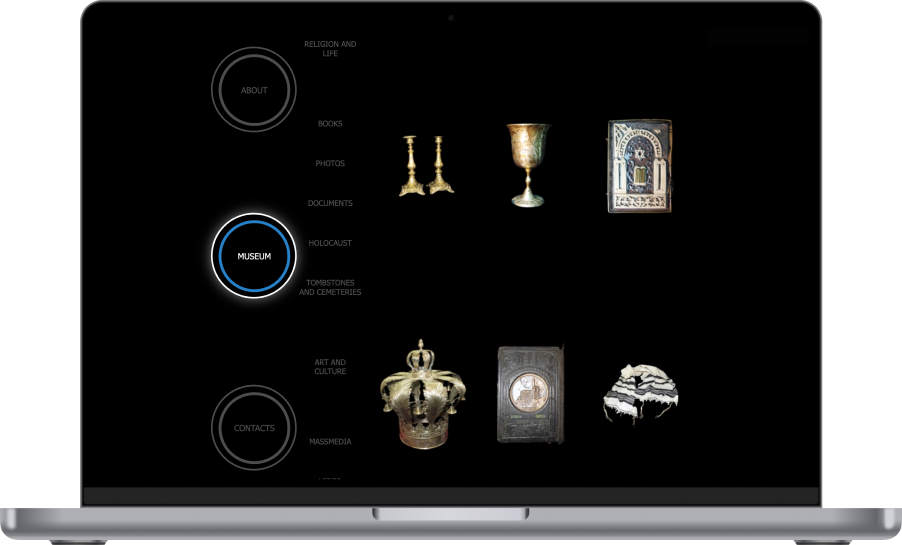 ABOUT
MUSEUM
CONTACTS
RELIGION AND
LIFE
BOOKS
PHOTOS
DOCUMENTS
HOLOCAUST
TOMBSTONES
AND CEMETERIES
ART AND
CULTURE
MASSMEDIA